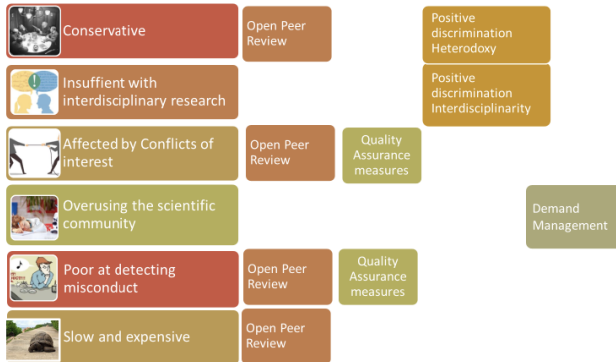 Conservative
Open Peer
Review
Positive
discrimination
Heterodoxy
Insuffient with
interdisciplinary research
Positive
discrimination
Interdisciplinarity
Affected by Conflicts of
interest
Open Peer
Review
Quality
Assurance
measures
Overusing the scientific
community
Demand
Management
Poor at detecting
misconduct
Open Peer
Review
Quality
Assurance
measures
Slow and expensive
Open Peer
Review